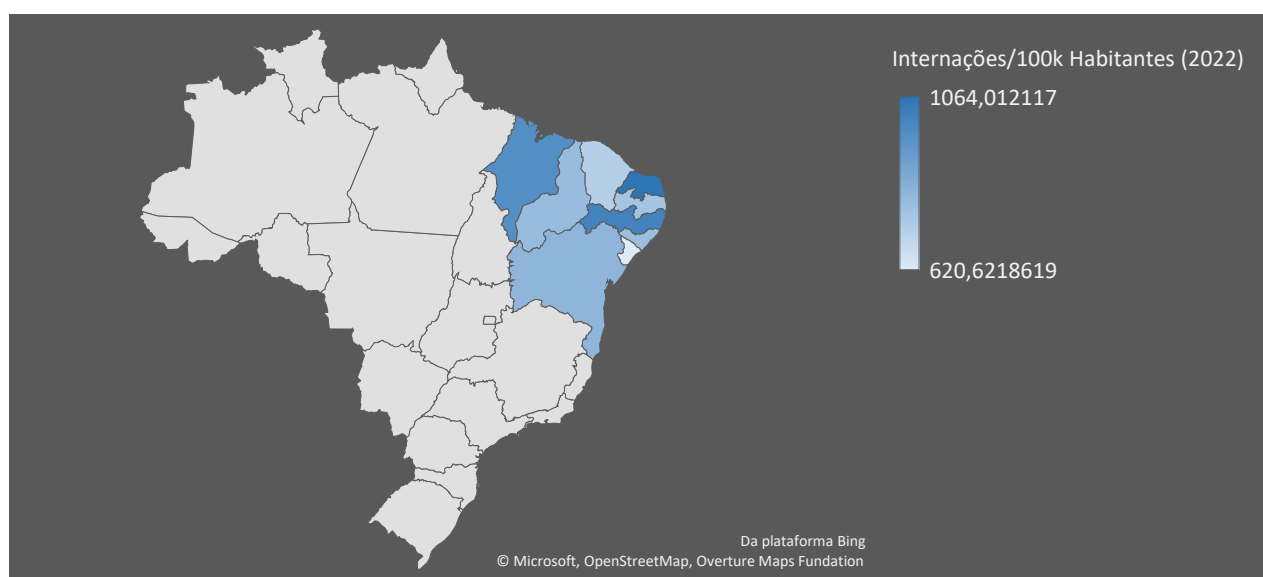 Internações/100k Habitantes (2022)
1064,012117
620,6218619
Da plataforma Bing
© Microsoft, OpenStreetMap, Overture Maps Fundation